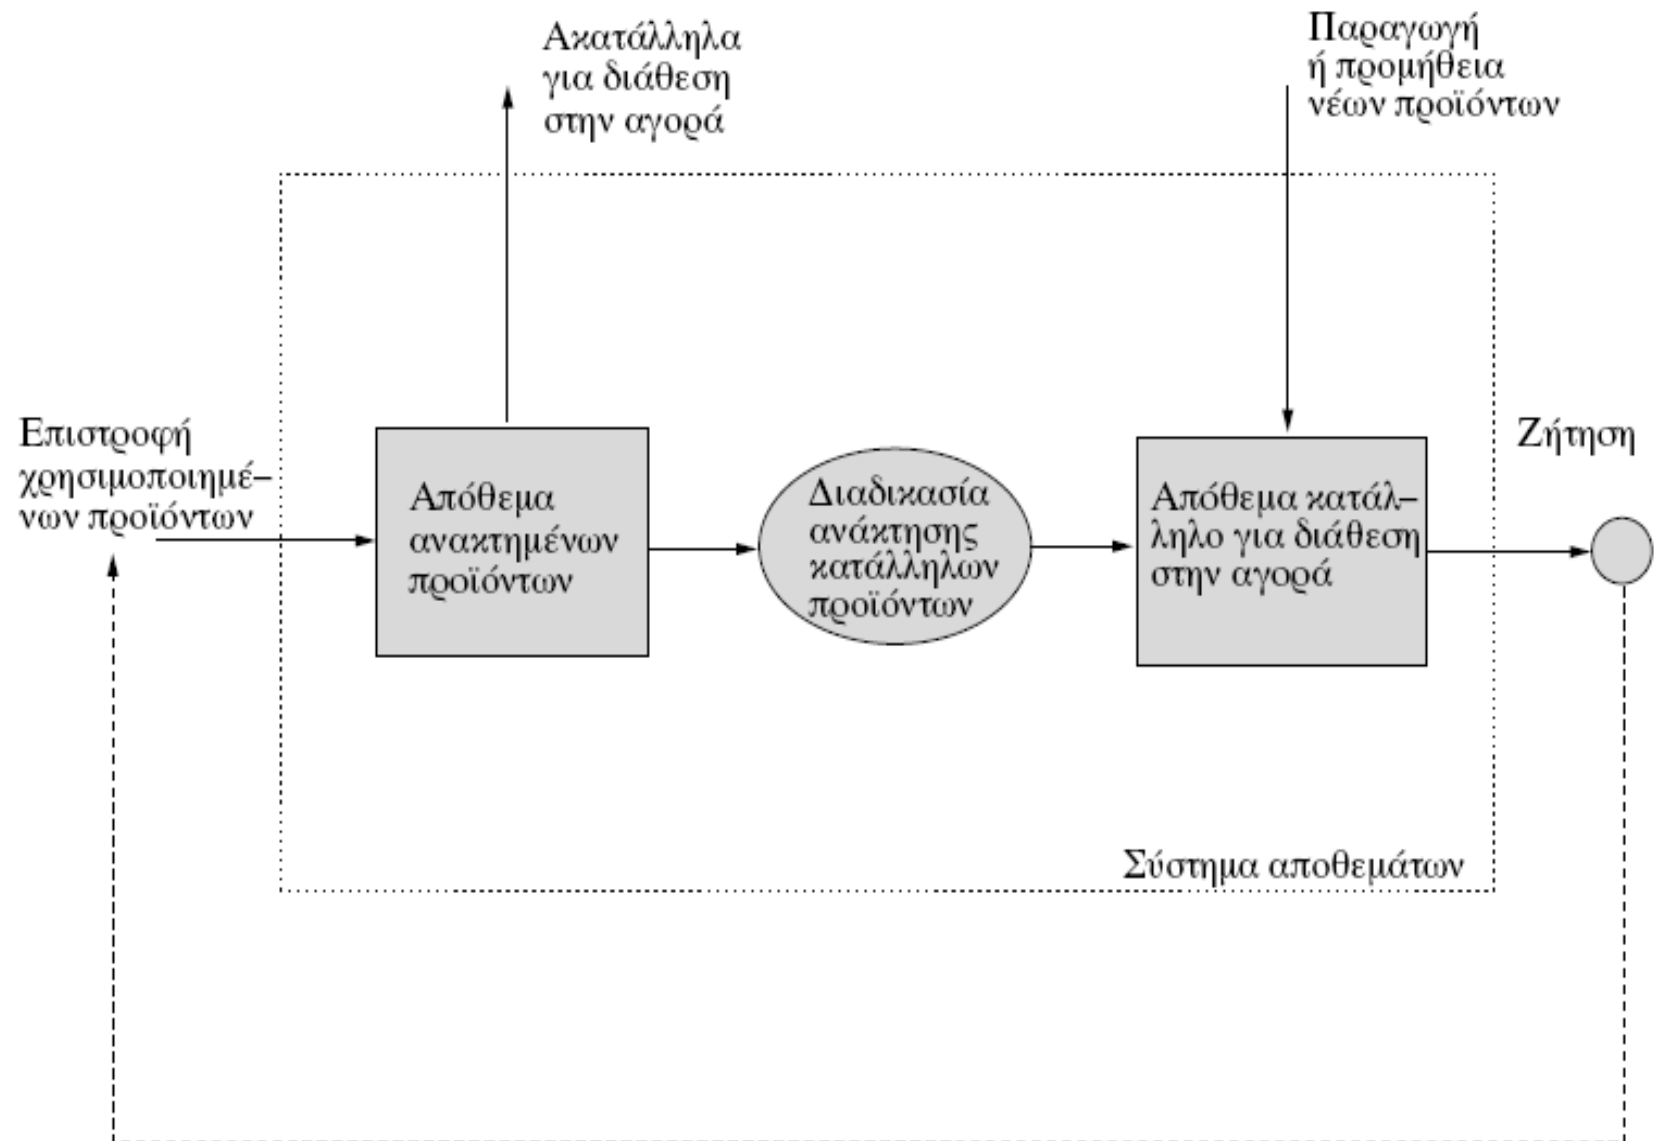 Ακατάλληλα
για διάθεση
στην αγορά
Παραγωγή
ή προμήθεια
νέων προϊόντων
Επιστροφή
χρησιμοποιημέ–
νων προϊόντων
Απόθεμα
ανακτημένων
προϊόντων
Διαδικασία
ανάκτησης
κατάλληλων
προϊόντων
Απόθεμα κατάλ–
ληλο για διάθεση
στην αγορά
Ζήτηση
Σύστημα αποθεμάτων